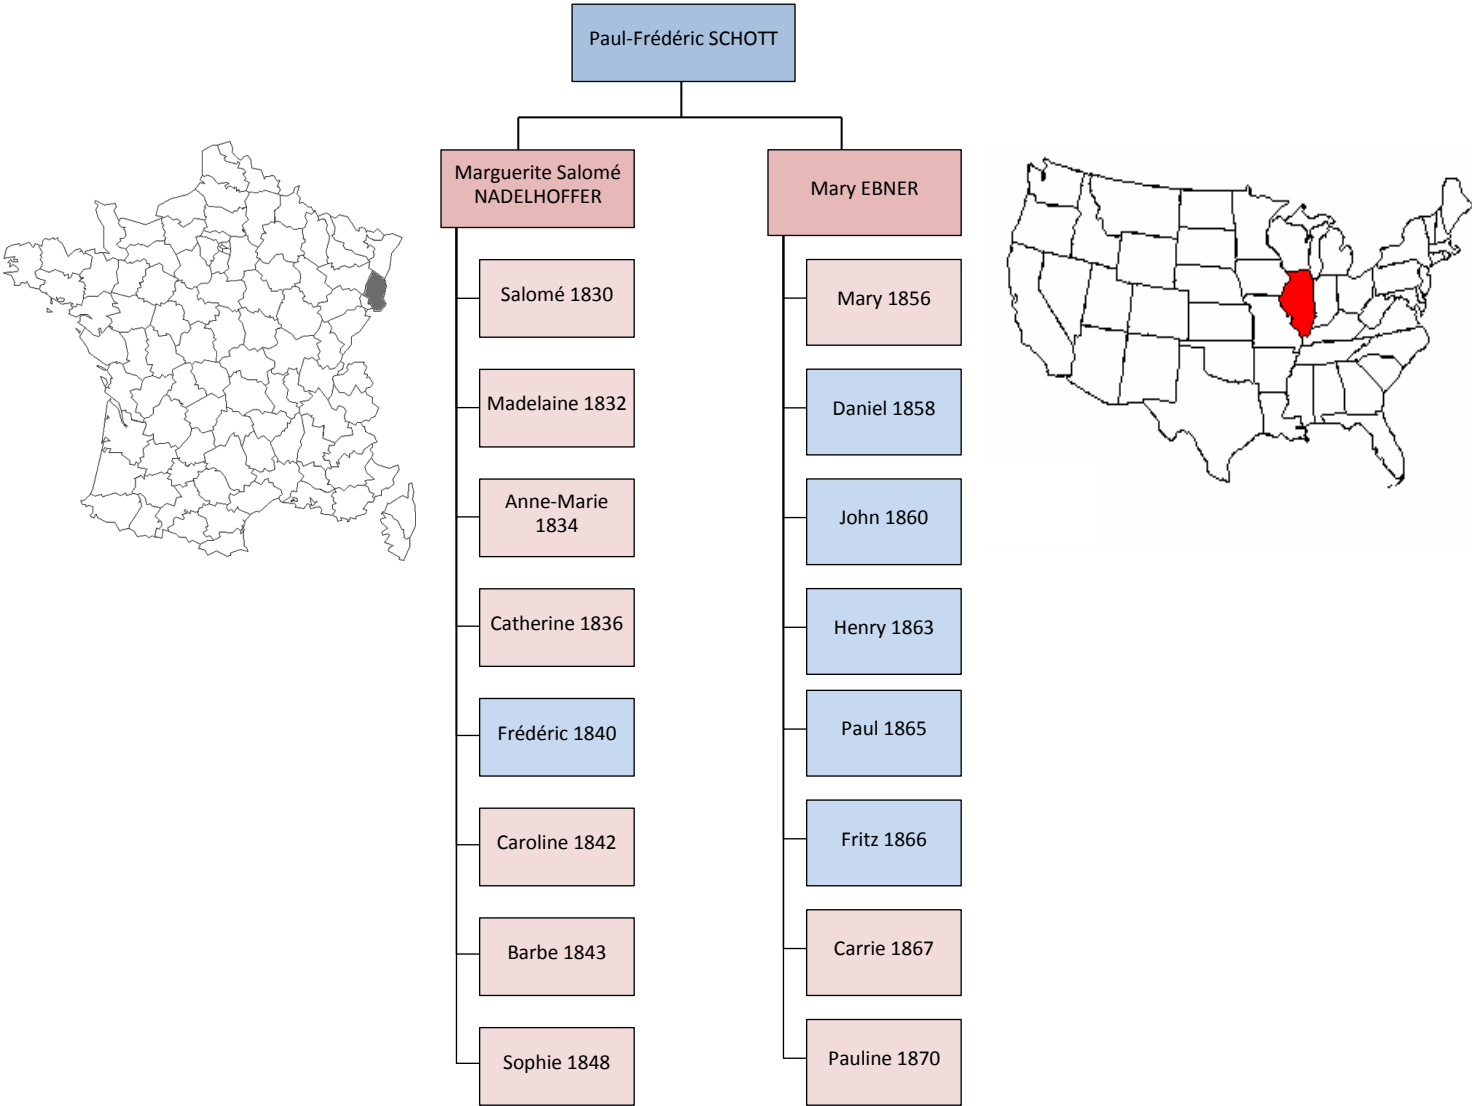 Paul-Frédéric SCHOTT
Marguerite Salomé
NADELHOFFER
Salomé 1830
Madelaine 1832
Anne-Marie
1834
Catherine 1836
Frédéric 1840
Caroline 1842
Barbe 1843
Sophie 1848
Mary EBNER
Mary 1856
Daniel 1858
John 1860
Henry 1863
Paul 1865
Fritz 1866
Carrie 1867
Pauline 1870